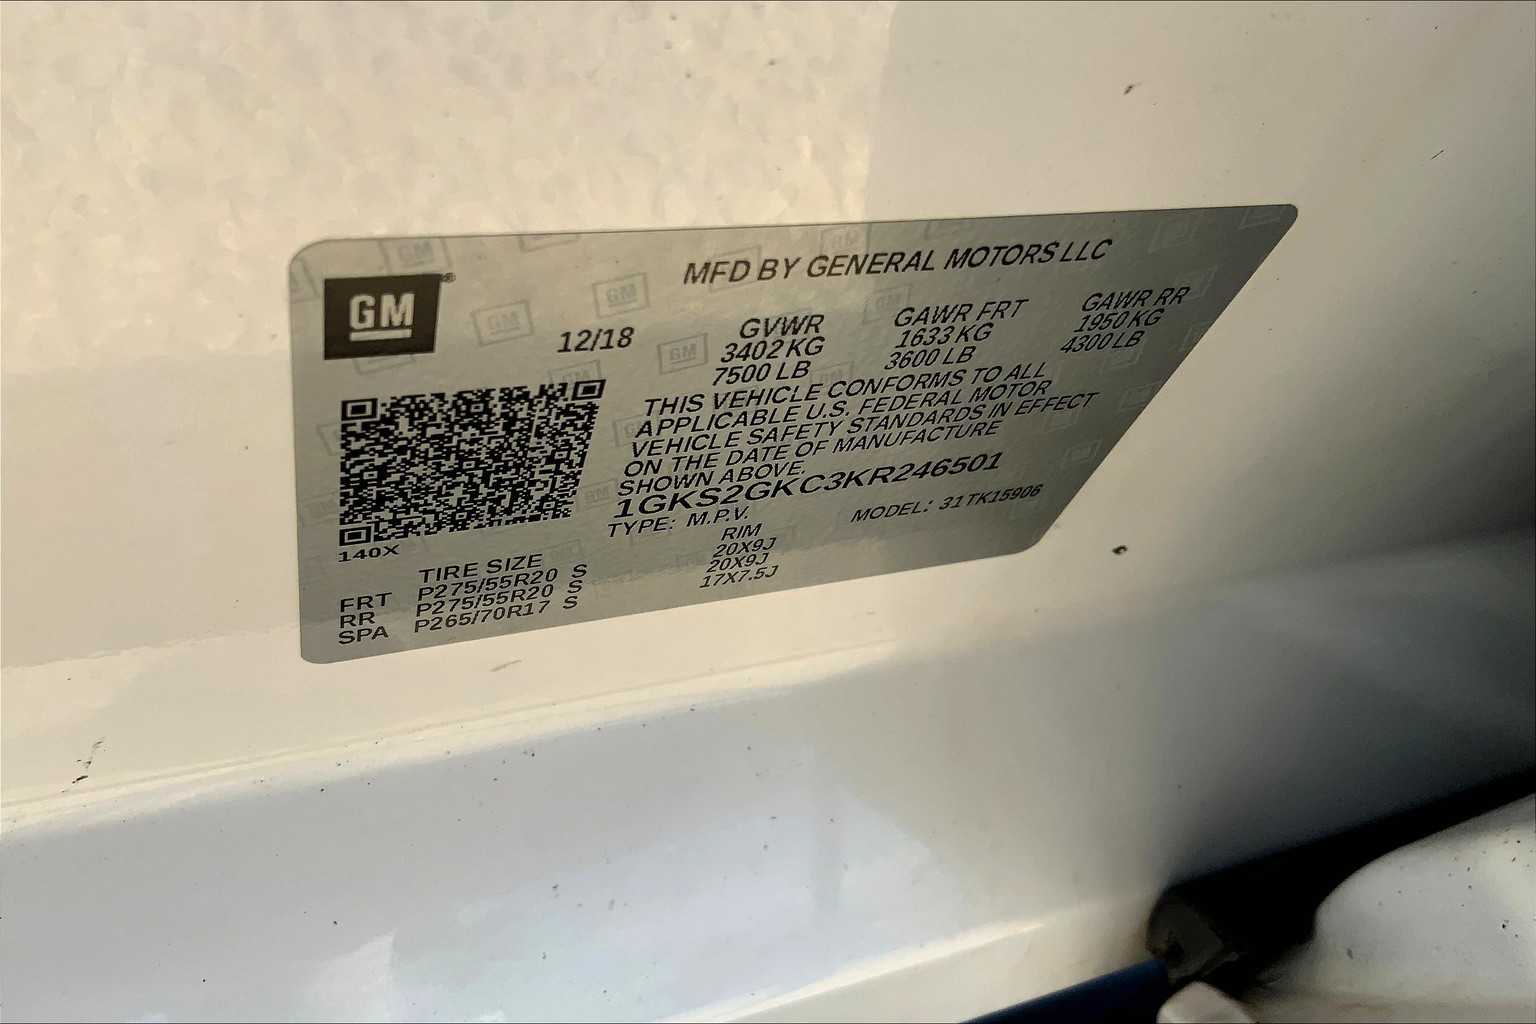 GM®
MFD BY GENERAL MOTORS LLC
12/18
GVWR GAWR FRT GAWR RR
3402 KG 1633 KG 1950 KG
7500 LB 3600 LB 4300 LB
THIS VEHICLE CONFORMS TO ALL
APPLICABLE U.S. FEDERAL MOTOR
VEHICLE SAFETY STANDARDS IN EFFECT
ON THE DATE OF MANUFACTURE
SHOWN ABOVE.
1GKS2GKC3KR246501
TYPE: M.P.V. MODEL: 31TK15906
140X
TIRE SIZE RIM
FRT P275/55R20 S 20X9J
RR P275/55R20 S 20X9J
SPA P265/70R17 S 17X7.5J